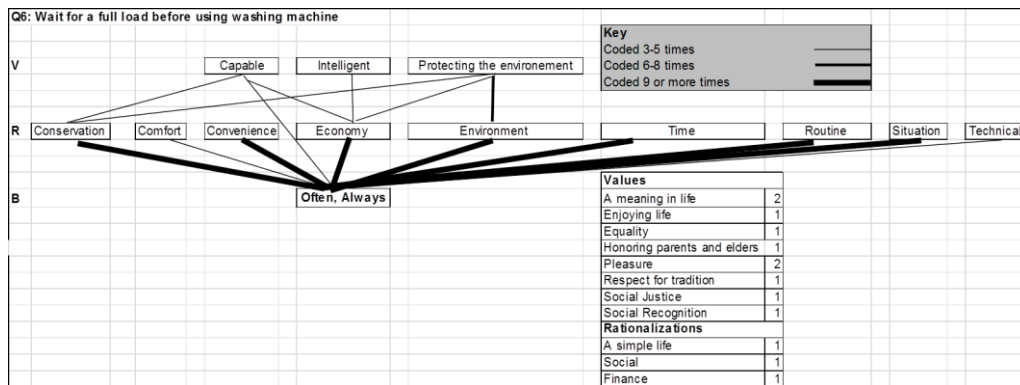 Q6: Wait for a full load before using washing machine
Key
Coded 3-5 times
Coded 6-8 times
Coded 9 or more times
V Capable Intelligent Protecting the environement
R Conservation Comfort Convenience Economy Environment Time Routine Situation Technical
B Often, Always
Values
A meaning in life 2
Enjoying life 1
Equality 1
Honoring parents and elders 1
Pleasure 2
Respect for tradition 1
Social Justice 1
Social Recognition 1
Rationalizations
A simple life 1
Social 1
Finance 1